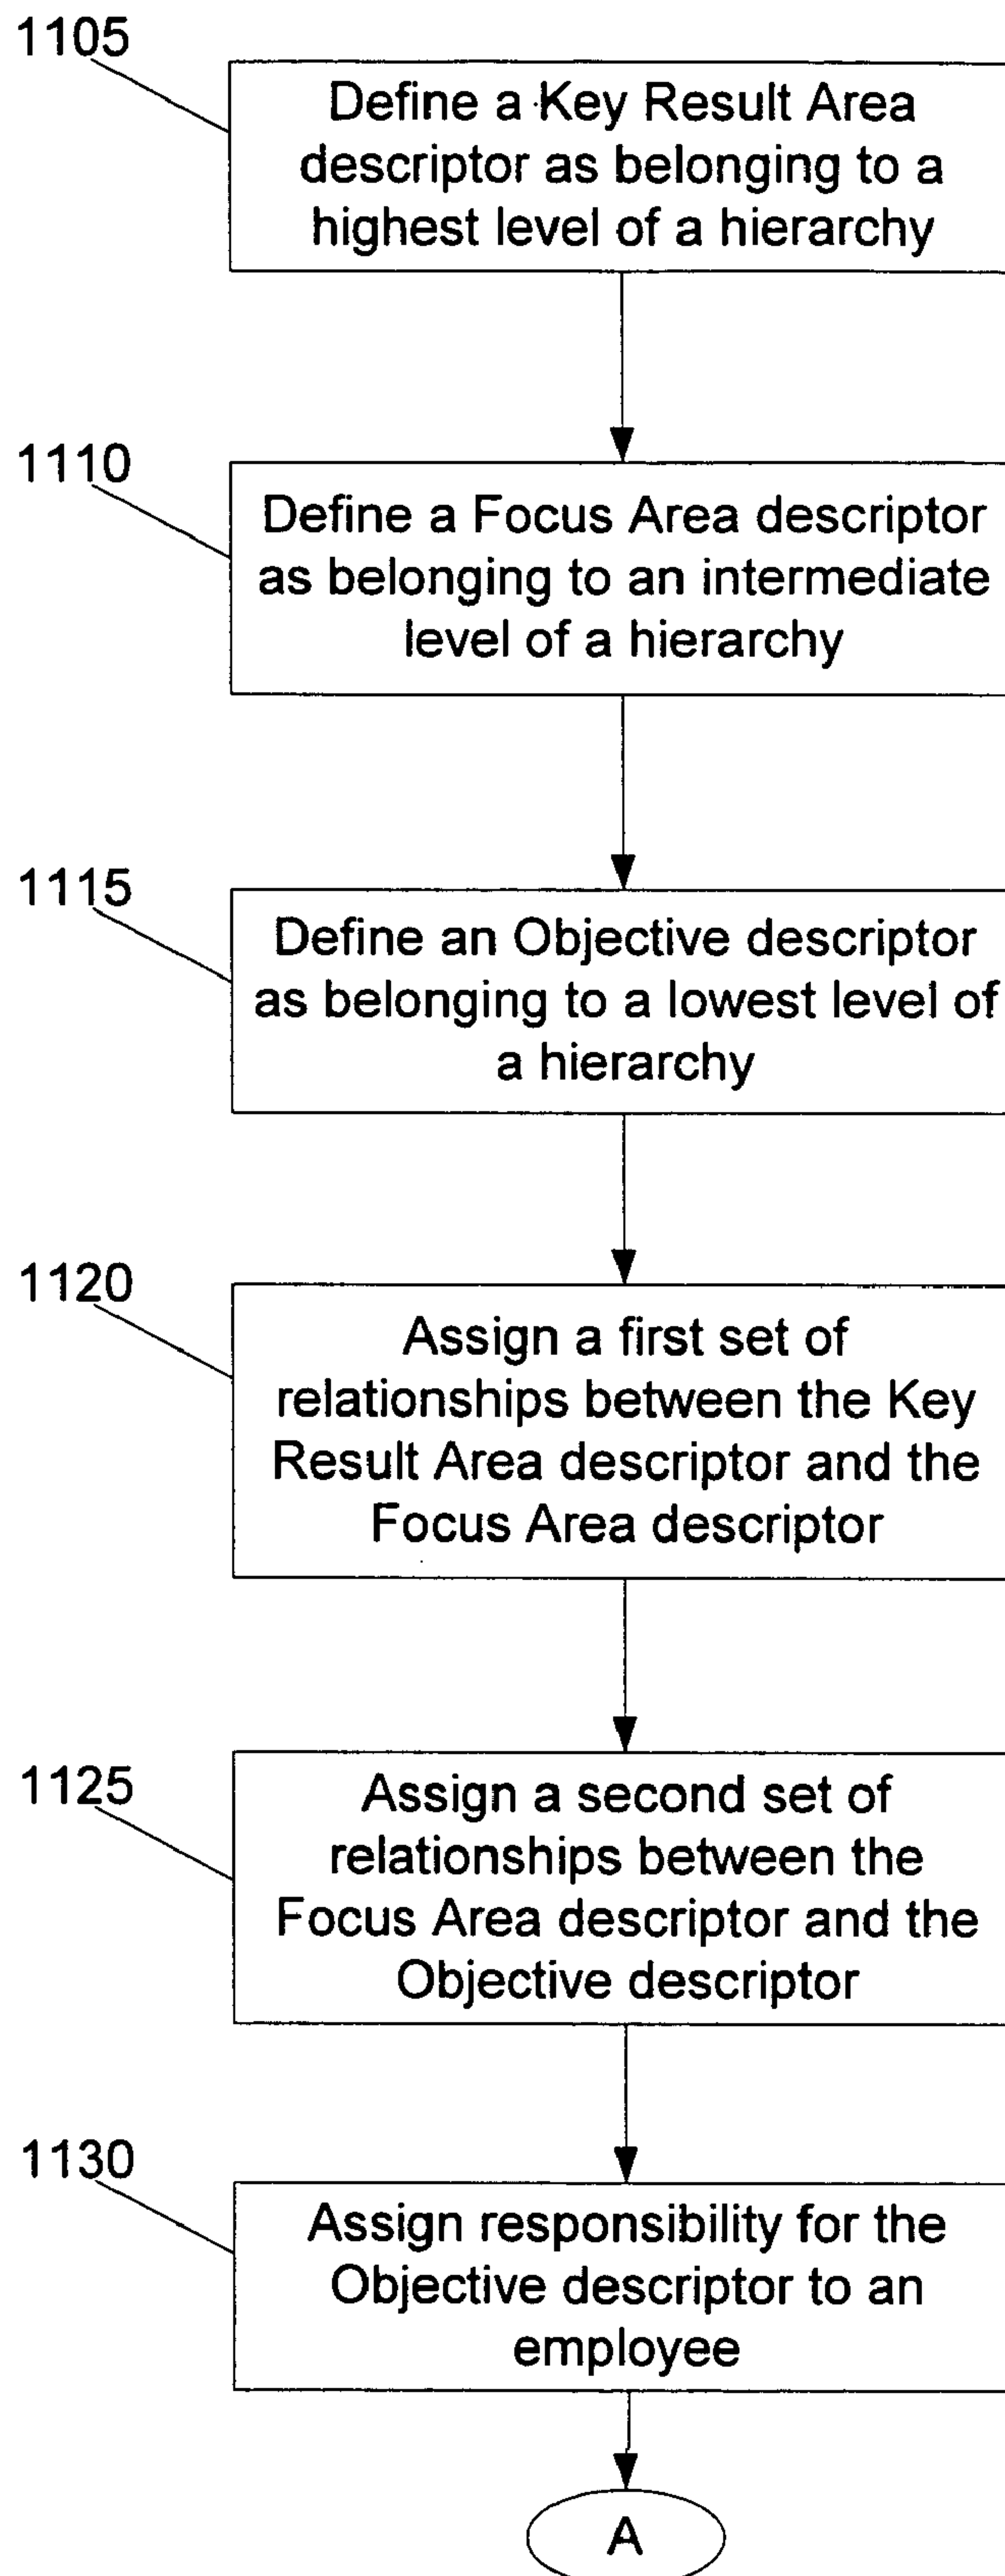 1105
Define a Key Result Area
descriptor as belonging to a
highest level of a hierarchy
1110
Define a Focus Area descriptor
as belonging to an intermediate
level of a hierarchy
1115
Define an Objective descriptor
as belonging to a lowest level of
a hierarchy
1120
Assign a first set of
relationships between the Key
Result Area descriptor and the
Focus Area descriptor
1125
Assign a second set of
relationships between the
Focus Area descriptor and the
Objective descriptor
1130
Assign responsibility for the
Objective descriptor to an
employee
A